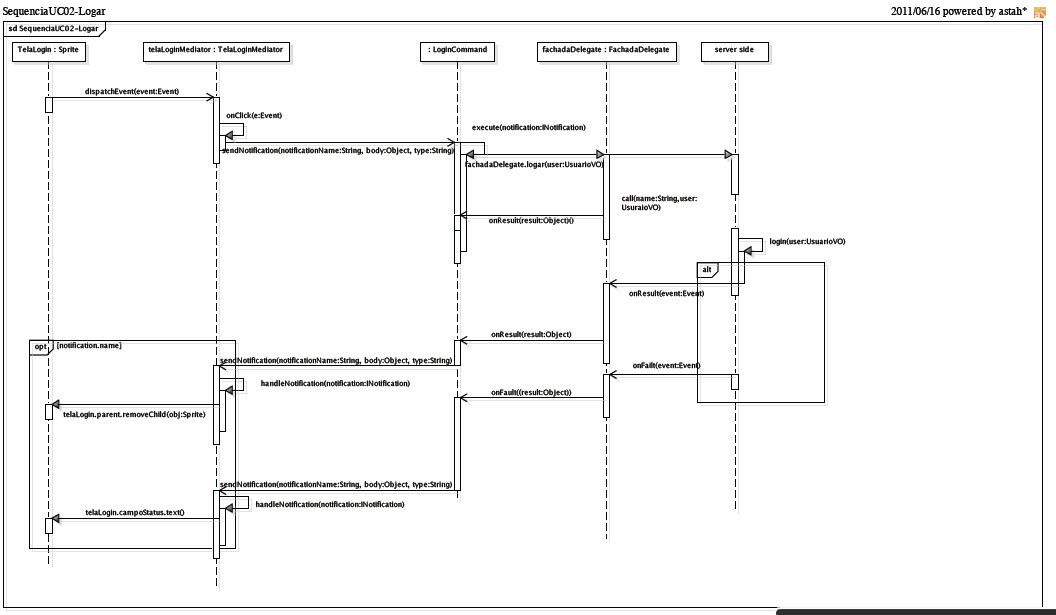 SequenciaUC02-Logar
2011/06/16 powered by astah*
sd SequenciaUC02-Logar
TelaLogin : Sprite
telaLoginMediator : TelaLoginMediator
: LoginCommand
fachadaDelegate : FachadaDelegate
server side
dispatchEvent(event:Event)
onClick(e:Event)
execute(notification:INotification)
sendNotification(notificationName:String, body:Object, type:String)
fachadaDelegate.logar(user:UsuarioVO)
call(name:String,user:
UsuraioVO)
onResult(result:Object)()
login(user:UsuarioVO)
alt
onResult(event:Event)
onResult(result:Object)
opt
[notification.name]
sendNotification(notificationName:String, body:Object, type:String)
onFailt(event:Event)
handleNotification(notification:INotification)
onFault((result:Object))
telaLogin.parent.removeChild(obj:Sprite)
sendNotification(notificationName:String, body:Object, type:String)
handleNotification(notification:INotification)
telaLogin.campoStatus.text()